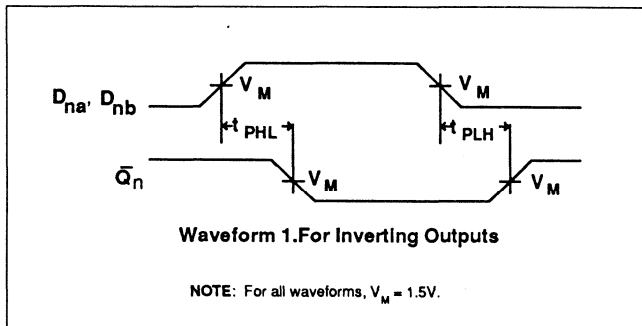 Dna, Dnb
VM
VM
tPHL
tPLH
Q̅n
VM
VM
Waveform 1.For Inverting Outputs
NOTE: For all waveforms, VM = 1.5V.